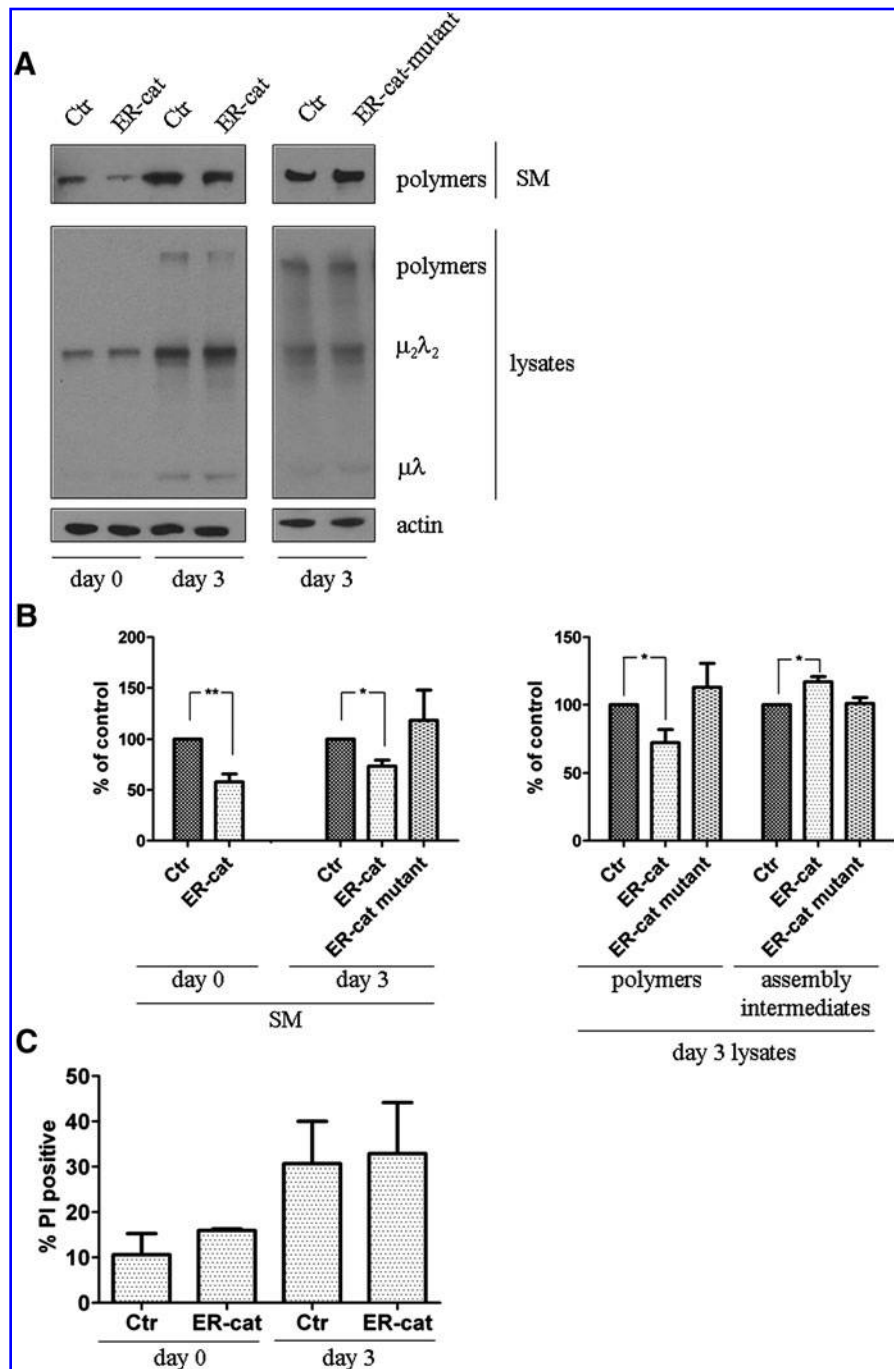 A
Ctr ER-cat Ctr ER-cat Ctr ER-cat-mutant
polymers SM
polymers
μ₂λ₂
lysates
μλ
actin
day 0 day 3 day 3
B
% of control
200
150
100
50
0
** *
Ctr ER-cat Ctr ER-cat ER-cat mutant
day 0 day 3
SM
% of control
150
100
50
0
* *
Ctr ER-cat ER-cat mutant Ctr ER-cat ER-cat mutant
polymers assembly
intermediates
day 3 lysates
C
% PI positive
50
40
30
20
10
0
Ctr ER-cat Ctr ER-cat
day 0 day 3